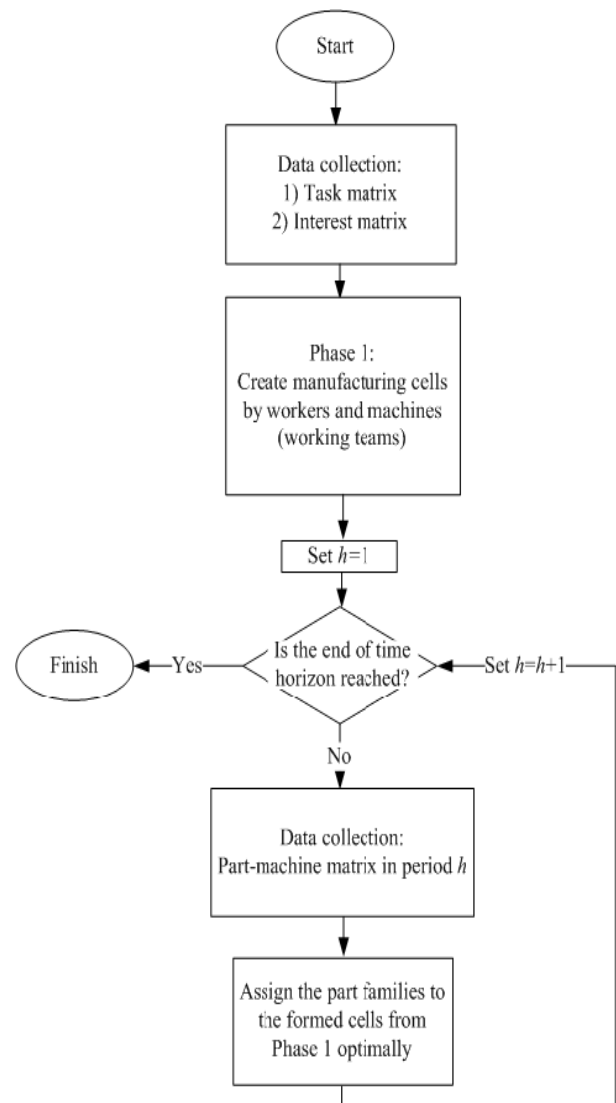 Start
Data collection:
1) Task matrix
2) Interest matrix
Phase 1:
Create manufacturing cells
by workers and machines
(working teams)
Set h=1
Is the end of time
horizon reached?
Yes
Finish
Set h=h+1
No
Data collection:
Part-machine matrix in period h
Assign the part families to
the formed cells from
Phase 1 optimally